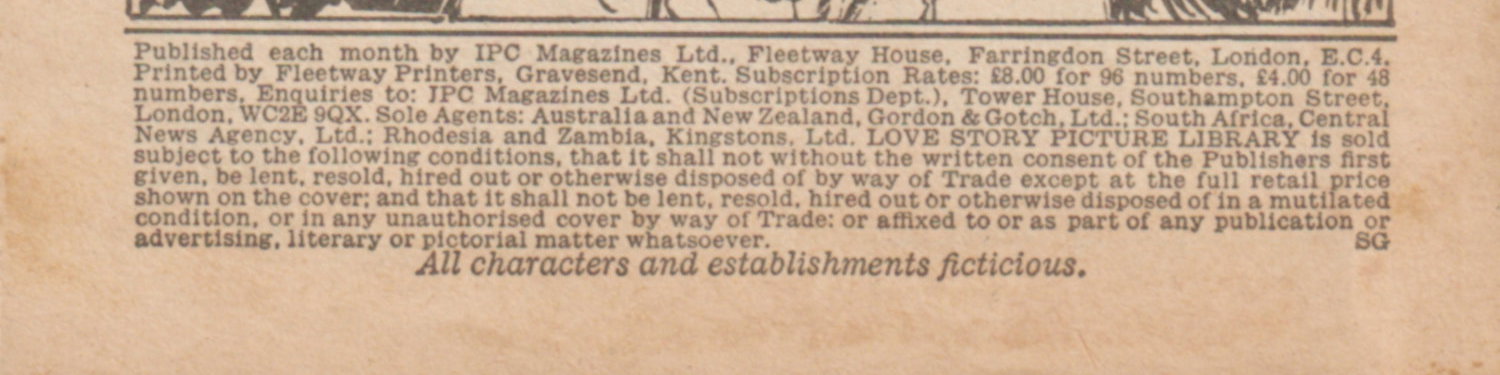 Published each month by IPC Magazines Ltd., Fleetway House, Farringdon Street, London, E.C.4.
Printed by Fleetway Printers, Gravesend, Kent. Subscription Rates: £8.00 for 96 numbers, £4.00 for 48
numbers, Enquiries to: IPC Magazines Ltd. (Subscriptions Dept.), Tower House, Southampton Street,
London, WC2E 9QX. Sole Agents: Australia and New Zealand, Gordon & Gotch, Ltd.; South Africa, Central
News Agency, Ltd.; Rhodesia and Zambia, Kingstons, Ltd. LOVE STORY PICTURE LIBRARY is sold
subject to the following conditions, that it shall not without the written consent of the Publishers first
given, be lent, resold, hired out or otherwise disposed of by way of Trade except at the full retail price
shown on the cover; and that it shall not be lent, resold, hired out or otherwise disposed of in a mutilated
condition, or in any unauthorised cover by way of Trade: or affixed to or as part of any publication or
advertising, literary or pictorial matter whatsoever. SG
All characters and establishments ficticious.